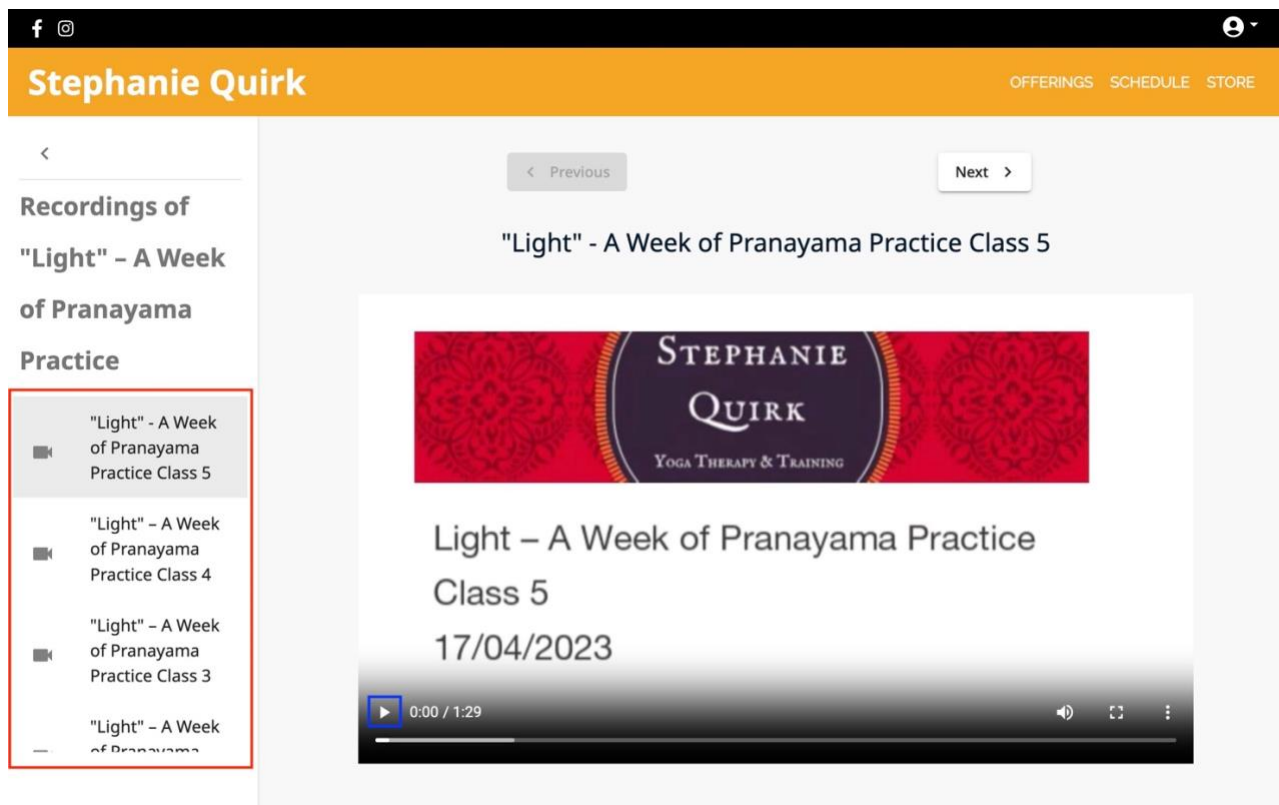 Stephanie Quirk
OFFERINGS SCHEDULE STORE
Recordings of
"Light" – A Week
of Pranayama
Practice
"Light" - A Week
of Pranayama
Practice Class 5
"Light" – A Week
of Pranayama
Practice Class 4
"Light" – A Week
of Pranayama
Practice Class 3
"Light" – A Week
of Pranayama
Previous
Next
"Light" - A Week of Pranayama Practice Class 5
STEPHANIE
QUIRK
YOGA THERAPY & TRAINING
Light – A Week of Pranayama Practice
Class 5
17/04/2023
0:00 / 1:29